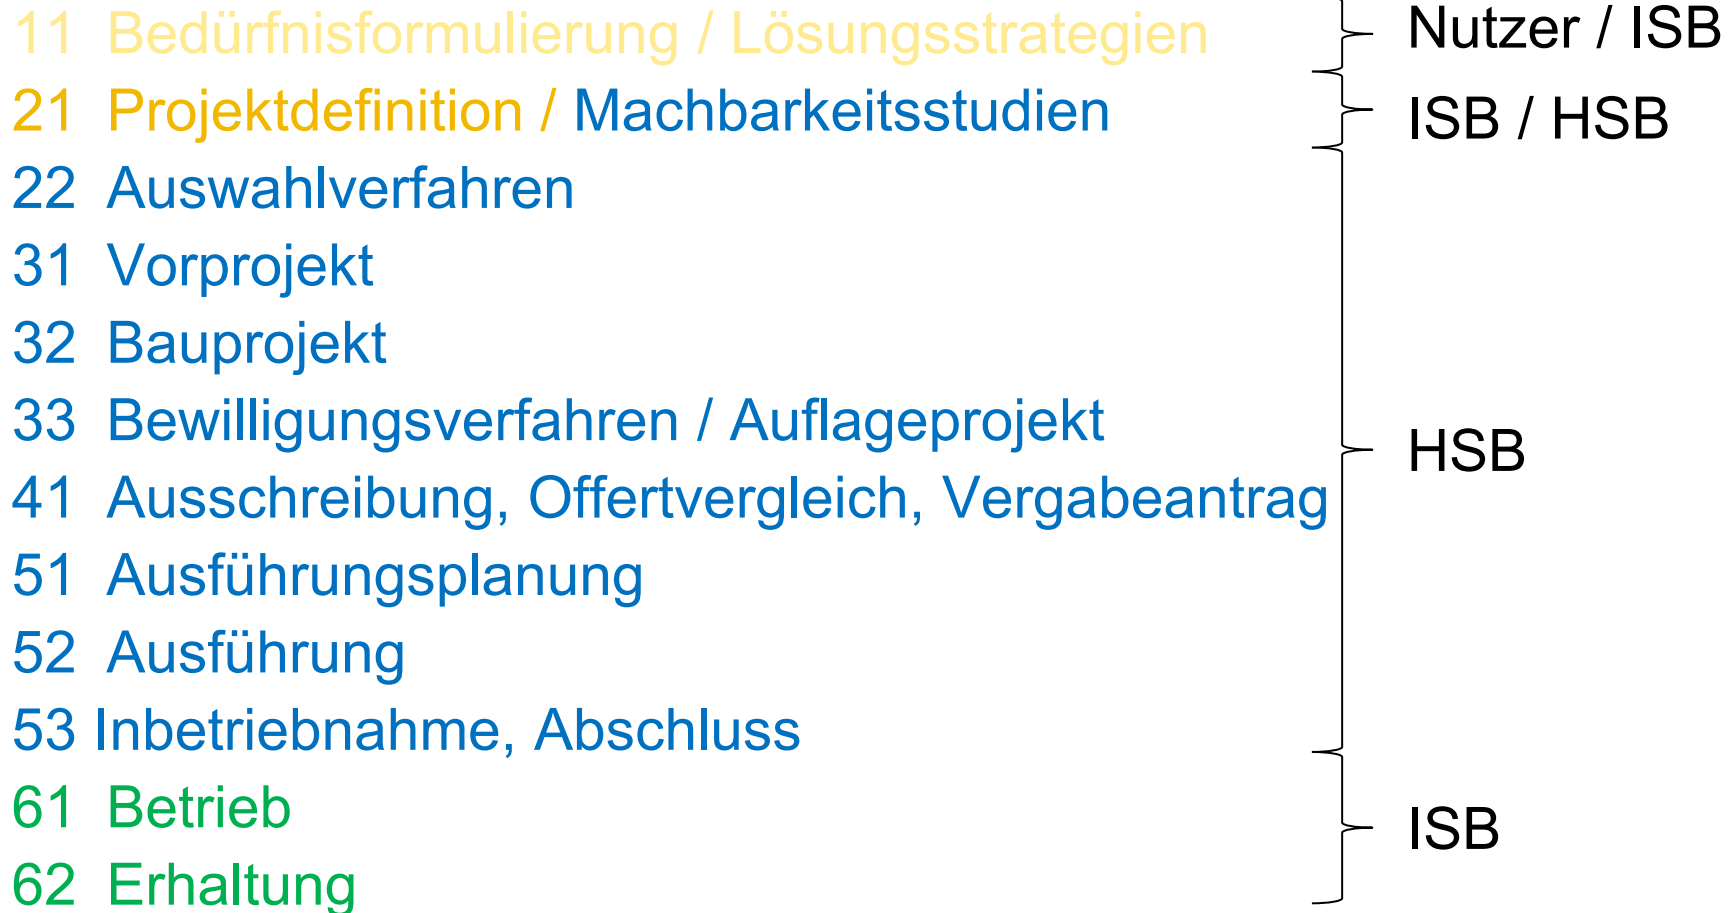 11 Bedürfnisformulierung / Lösungsstrategien
Nutzer / ISB
21 Projektdefinition / Machbarkeitsstudien
ISB / HSB
22 Auswahlverfahren
31 Vorprojekt
32 Bauprojekt
33 Bewilligungsverfahren / Auflageprojekt
HSB
41 Ausschreibung, Offertvergleich, Vergabeantrag
51 Ausführungsplanung
52 Ausführung
53 Inbetriebnahme, Abschluss
61 Betrieb
ISB
62 Erhaltung